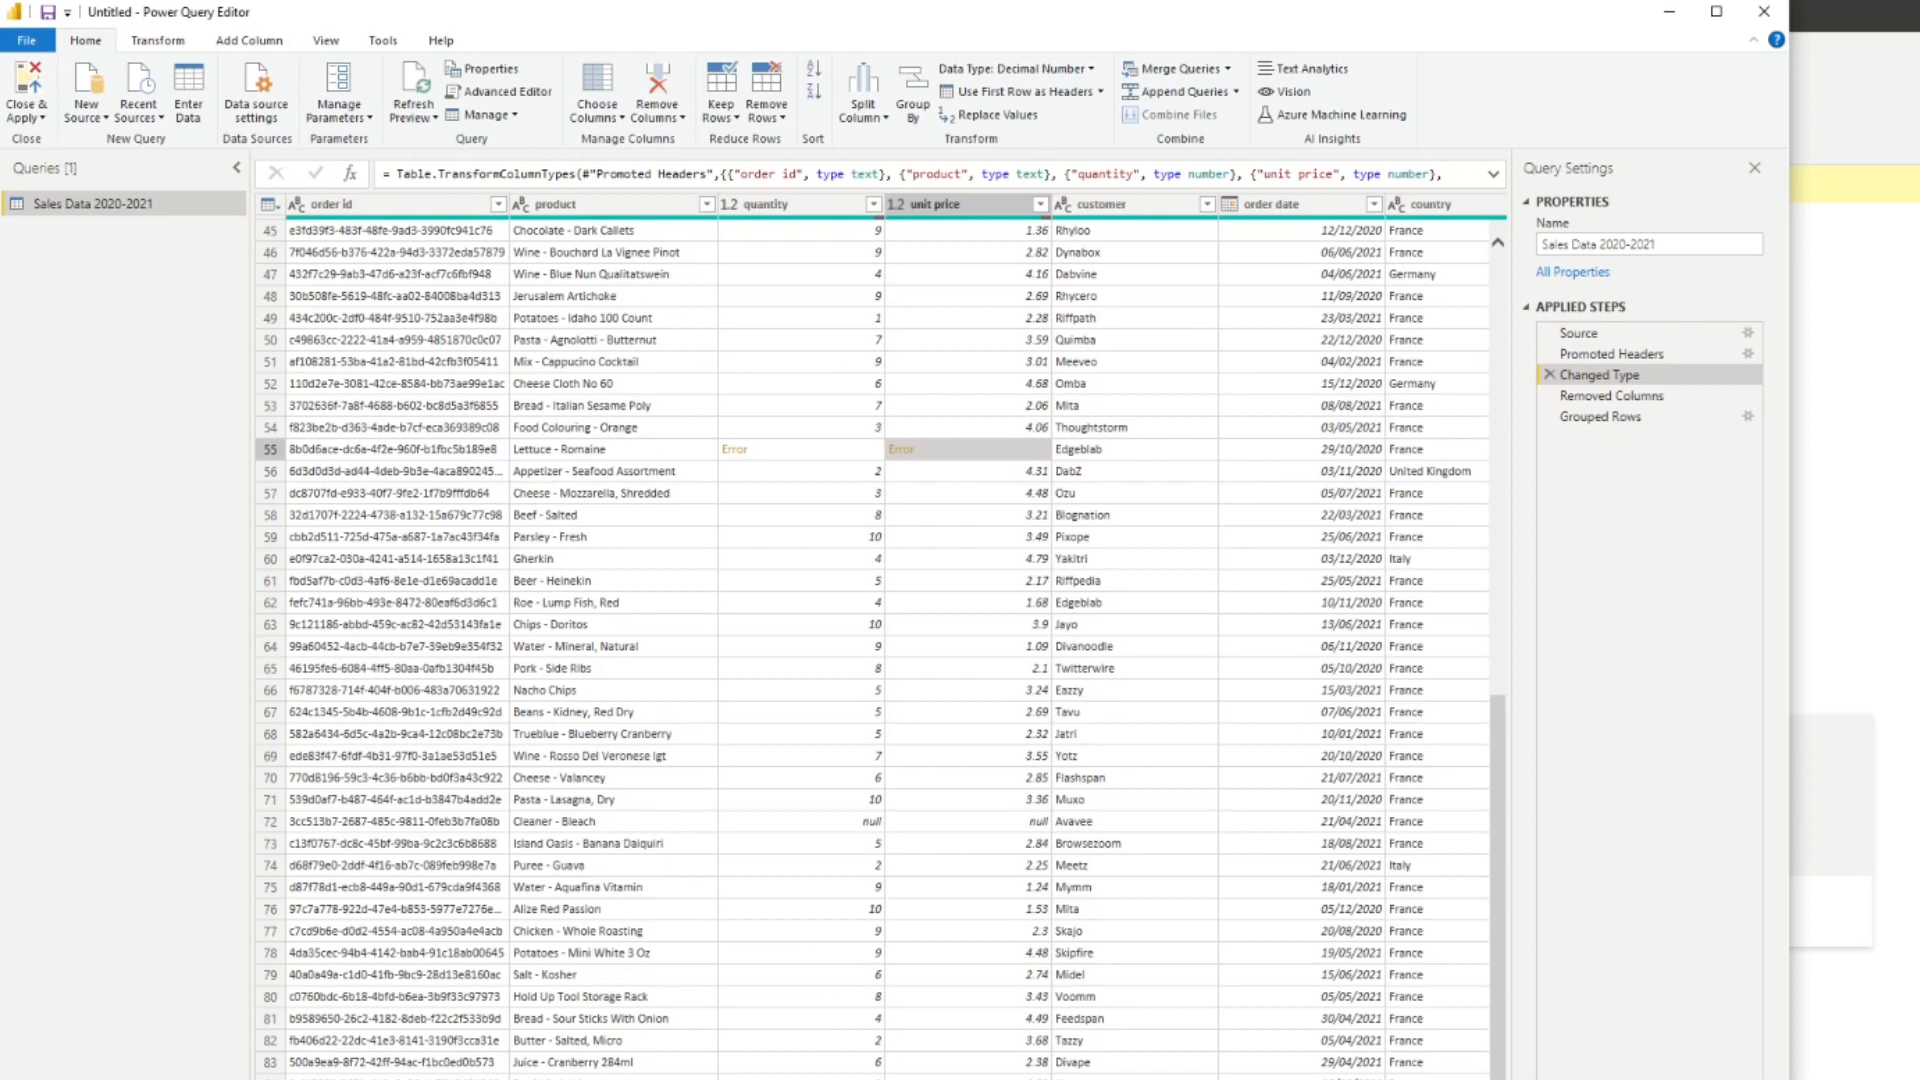 Untitled - Power Query Editor
File Home Transform Add Column View Tools Help
Close & Apply
Close
New Source
Recent Sources
Enter Data
New Query
Data source settings
Data Sources
Manage Parameters
Parameters
Refresh Preview
Properties
Advanced Editor
Manage
Query
Choose Columns
Remove Columns
Manage Columns
Keep Rows
Remove Rows
Reduce Rows
Sort
Split Column
Group By
Data Type: Decimal Number
Use First Row as Headers
Replace Values
Transform
Merge Queries
Append Queries
Combine Files
Combine
Text Analytics
Vision
Azure Machine Learning
AI Insights
Queries [1]
Sales Data 2020-2021
= Table.TransformColumnTypes(#"Promoted Headers",{{"order id", type text}, {"product", type text}, {"quantity", type number}, {"unit price", type number},
order id product 1.2 quantity 1.2 unit price customer order date country
45 e3fd39f3-483f-48fe-9ad3-3990fc941c76 Chocolate - Dark Callets 9 1.36 Rhyloo 12/12/2020 France
46 7f046d56-b376-422a-94d3-3372eda57879 Wine - Bouchard La Vignee Pinot 9 2.82 Dynabox 06/06/2021 France
47 432f7c29-9ab3-47d6-a23f-acf7c6fbf948 Wine - Blue Nun Qualitatswein 4 4.16 Dabvine 04/06/2021 Germany
48 30b508fe-5619-48fc-aa02-84008ba4d313 Jerusalem Artichoke 9 2.69 Rhycero 11/09/2020 France
49 434c200c-2df0-484f-9510-752aa3e4f98b Potatoes - Idaho 100 Count 1 2.28 Riffpath 23/03/2021 France
50 c49863cc-2222-41a4-a959-4851870c0c07 Pasta - Agnolotti - Butternut 7 3.59 Quimba 22/12/2020 France
51 af108281-53ba-41a2-81bd-42cfb3f05411 Mix - Cappucino Cocktail 9 3.01 Meeveo 04/02/2021 France
52 110d2e7e-3081-42ce-8584-bb73ae99e1ac Cheese Cloth No 60 6 4.68 Omba 15/12/2020 Germany
53 3702636f-7a8f-4688-b602-bc8d5a3f6855 Bread - Italian Sesame Poly 7 2.06 Mita 08/08/2021 France
54 f823be2b-d363-4ade-b7cf-eca369389c08 Food Colouring - Orange 3 4.06 Thoughtstorm 03/05/2021 France
55 8b0d6ace-dc6a-4f2e-960f-b1fbc5b189e8 Lettuce - Romaine Error Error Edgeblab 29/10/2020 France
56 6d3d0d3d-ad44-4deb-9b3e-4aca890245... Appetizer - Seafood Assortment 2 4.31 DabZ 03/11/2020 United Kingdom
57 dc8707fd-e933-40f7-9fe2-1f7b9fffdb64 Cheese - Mozzarella, Shredded 3 4.48 Ozu 05/07/2021 France
58 32d1707f-2224-4738-a132-15a679c77c98 Beef - Salted 8 3.21 Blognation 22/03/2021 France
59 cbb2d511-725d-475a-a687-1a7ac43f34fa Parsley - Fresh 10 3.49 Pixope 25/06/2021 France
60 e0f97ca2-030a-4241-a514-1658a13c1f41 Gherkin 4 4.79 Yakitri 03/12/2020 Italy
61 fbd5af7b-c0d3-4af6-8e1e-d1e69acadd1e Beer - Heinekin 5 2.17 Riffpedia 25/05/2021 France
62 fefc741a-96bb-493e-8472-80eaf6d3d6c1 Roe - Lump Fish, Red 4 1.68 Edgeblab 10/11/2020 France
63 9c121186-abbd-459c-ac82-42d53143fa1e Chips - Doritos 10 3.9 Jayo 13/06/2021 France
64 99a60452-4acb-44cb-b7e7-39eb9e354f32 Water - Mineral, Natural 9 1.09 Divanoodle 06/11/2020 France
65 46195fe6-6084-4ff5-80aa-0afb1304f45b Pork - Side Ribs 8 2.1 Twitterwire 05/10/2020 France
66 f6787328-714f-404f-b006-483a70631922 Nacho Chips 5 3.24 Eazzy 15/03/2021 France
67 624c1345-5b4b-4608-9b1c-1cfb2d49c92d Beans - Kidney, Red Dry 5 2.69 Tavu 07/06/2021 France
68 582a6434-6d5c-4a2b-9ca4-12c08bc2e73b Trueblue - Blueberry Cranberry 5 2.32 Jatri 10/01/2021 France
69 ede83f47-6fdf-4b31-97f0-3a1ae53d51e5 Wine - Rosso Del Veronese Igt 7 3.55 Yotz 20/10/2020 France
70 770d8196-59c3-4c36-b6bb-bd0f3a43c922 Cheese - Valancey 6 2.85 Flashspan 21/07/2021 France
71 539d0af7-b487-464f-ac1d-b3847b4add2e Pasta - Lasagna, Dry 10 3.36 Muxo 20/11/2020 France
72 3cc513b7-2687-485c-9811-0feb3b7fa08b Cleaner - Bleach null null Avavee 21/04/2021 France
73 c13f0767-dc8c-45bf-99ba-9c2c3c6b8688 Island Oasis - Banana Daiquiri 5 2.84 Browsezoom 18/08/2021 France
74 d68f79e0-2ddf-4f16-ab7c-089feb998e7a Puree - Guava 2 2.25 Meetz 21/06/2021 Italy
75 d87f78d1-ecb8-449a-90d1-679cda9f4368 Water - Aquafina Vitamin 9 1.24 Mymm 18/01/2021 France
76 97c7a778-922d-47e4-b853-5977e7276e... Alize Red Passion 10 1.53 Mita 05/12/2020 France
77 c7cd9b6e-d0d2-4554-ac08-4a950a4e4acb Chicken - Whole Roasting 9 2.3 Skajo 20/08/2020 France
78 4da35cec-94b4-4142-bab4-91c18ab00645 Potatoes - Mini White 3 Oz 9 4.48 Skipfire 19/05/2021 France
79 40a0a49a-c1d0-41fb-9bc9-28d13e8160ac Salt - Kosher 6 2.74 Midel 15/06/2021 France
80 c0760bdc-6b18-4bfd-b6ea-3b9f33c97973 Hold Up Tool Storage Rack 8 3.43 Voomm 05/05/2021 France
81 b9589650-26c2-4182-8deb-f22c2f533b9d Bread - Sour Sticks With Onion 4 4.49 Feedspan 30/04/2021 France
82 fb406d22-22dc-41e3-8141-3190f3cca31e Butter - Salted, Micro 2 3.68 Tazzy 05/04/2021 France
83 500a9ea9-8f72-42ff-94ac-f1bc0ed0b573 Juice - Cranberry 284ml 6 2.38 Divape 29/04/2021 France
Query Settings
PROPERTIES
Name
Sales Data 2020-2021
All Properties
APPLIED STEPS
Source
Promoted Headers
Changed Type
Removed Columns
Grouped Rows